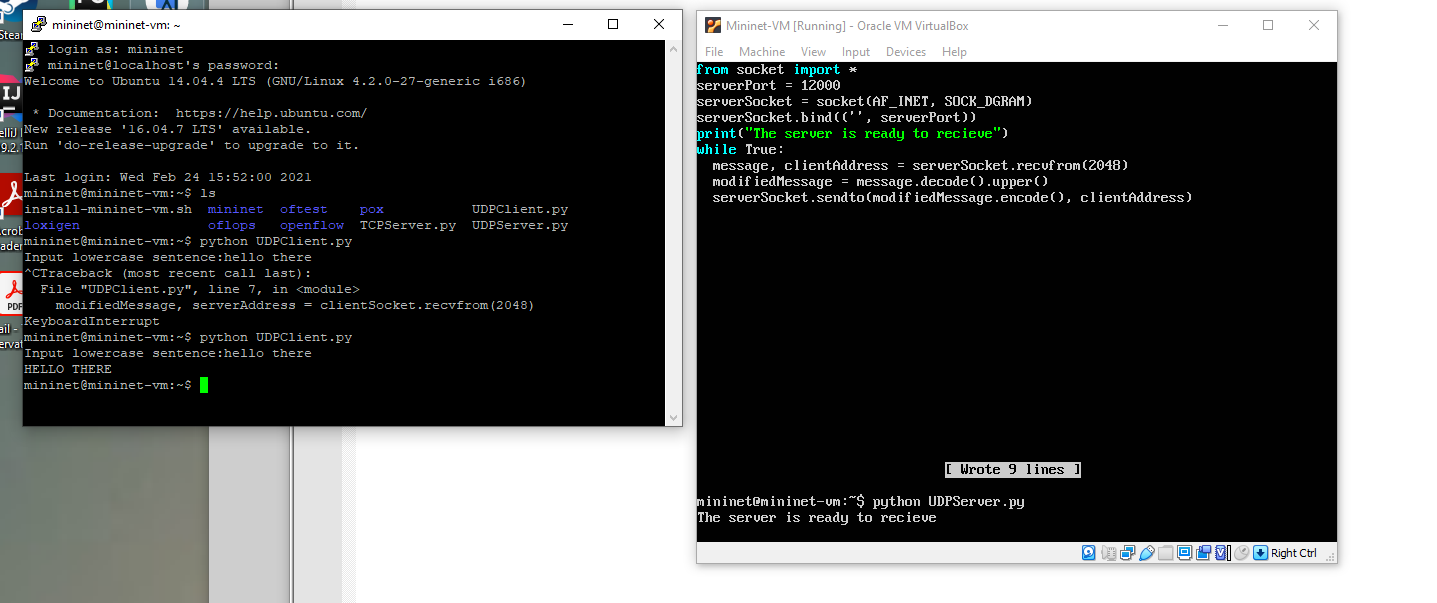 Stea
IJ
elliJ
9.2.
crob
ader
PDF
ail -
ervat
mininet@mininet-vm: ~
login as: mininet
mininet@localhost's password:
Welcome to Ubuntu 14.04.4 LTS (GNU/Linux 4.2.0-27-generic i686)
* Documentation:  https://help.ubuntu.com/
New release '16.04.7 LTS' available.
Run 'do-release-upgrade' to upgrade to it.
Last login: Wed Feb 24 15:52:00 2021
mininet@mininet-vm:~$ ls
install-mininet-vm.sh  mininet  oftest    pox           UDPClient.py
loxigen                oflops   openflow  TCPServer.py  UDPServer.py
mininet@mininet-vm:~$ python UDPClient.py
Input lowercase sentence:hello there
^CTraceback (most recent call last):
  File "UDPClient.py", line 7, in <module>
    modifiedMessage, serverAddress = clientSocket.recvfrom(2048)
KeyboardInterrupt
mininet@mininet-vm:~$ python UDPClient.py
Input lowercase sentence:hello there
HELLO THERE
mininet@mininet-vm:~$
Mininet-VM [Running] - Oracle VM VirtualBox
File Machine View Input Devices Help
from socket import *
serverPort = 12000
serverSocket = socket(AF_INET, SOCK_DGRAM)
serverSocket.bind(('', serverPort))
print("The server is ready to recieve")
while True:
  message, clientAddress = serverSocket.recvfrom(2048)
  modifiedMessage = message.decode().upper()
  serverSocket.sendto(modifiedMessage.encode(), clientAddress)
[ Wrote 9 lines ]
mininet@mininet-vm:~$ python UDPServer.py
The server is ready to recieve
Right Ctrl